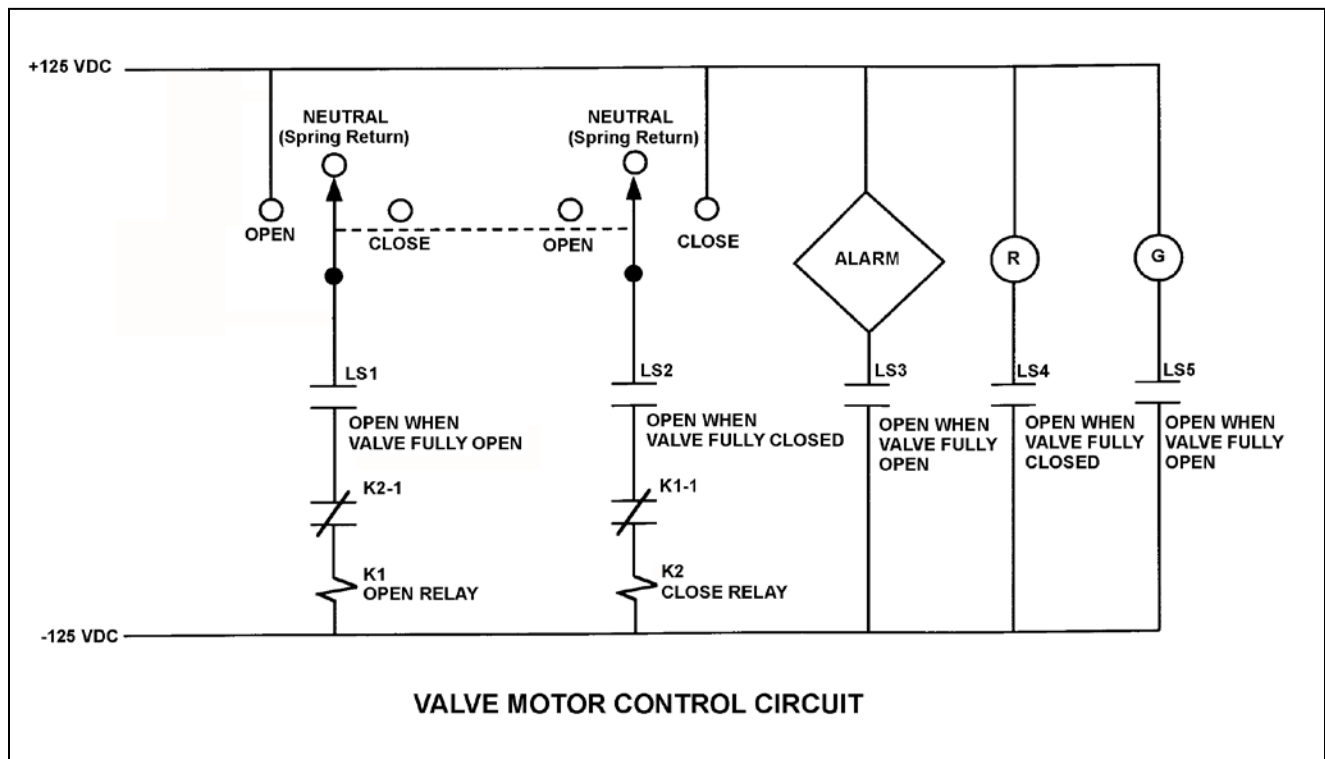 +125 VDC
NEUTRAL
(Spring Return)
NEUTRAL
(Spring Return)
OPEN
CLOSE
OPEN
CLOSE
ALARM
R
G
LS1
OPEN WHEN
VALVE FULLY OPEN
LS2
OPEN WHEN
VALVE FULLY CLOSED
LS3
OPEN WHEN
VALVE FULLY
OPEN
LS4
OPEN WHEN
VALVE FULLY
CLOSED
LS5
OPEN WHEN
VALVE FULLY
OPEN
K2-1
K1-1
K1
OPEN RELAY
K2
CLOSE RELAY
-125 VDC
VALVE MOTOR CONTROL CIRCUIT